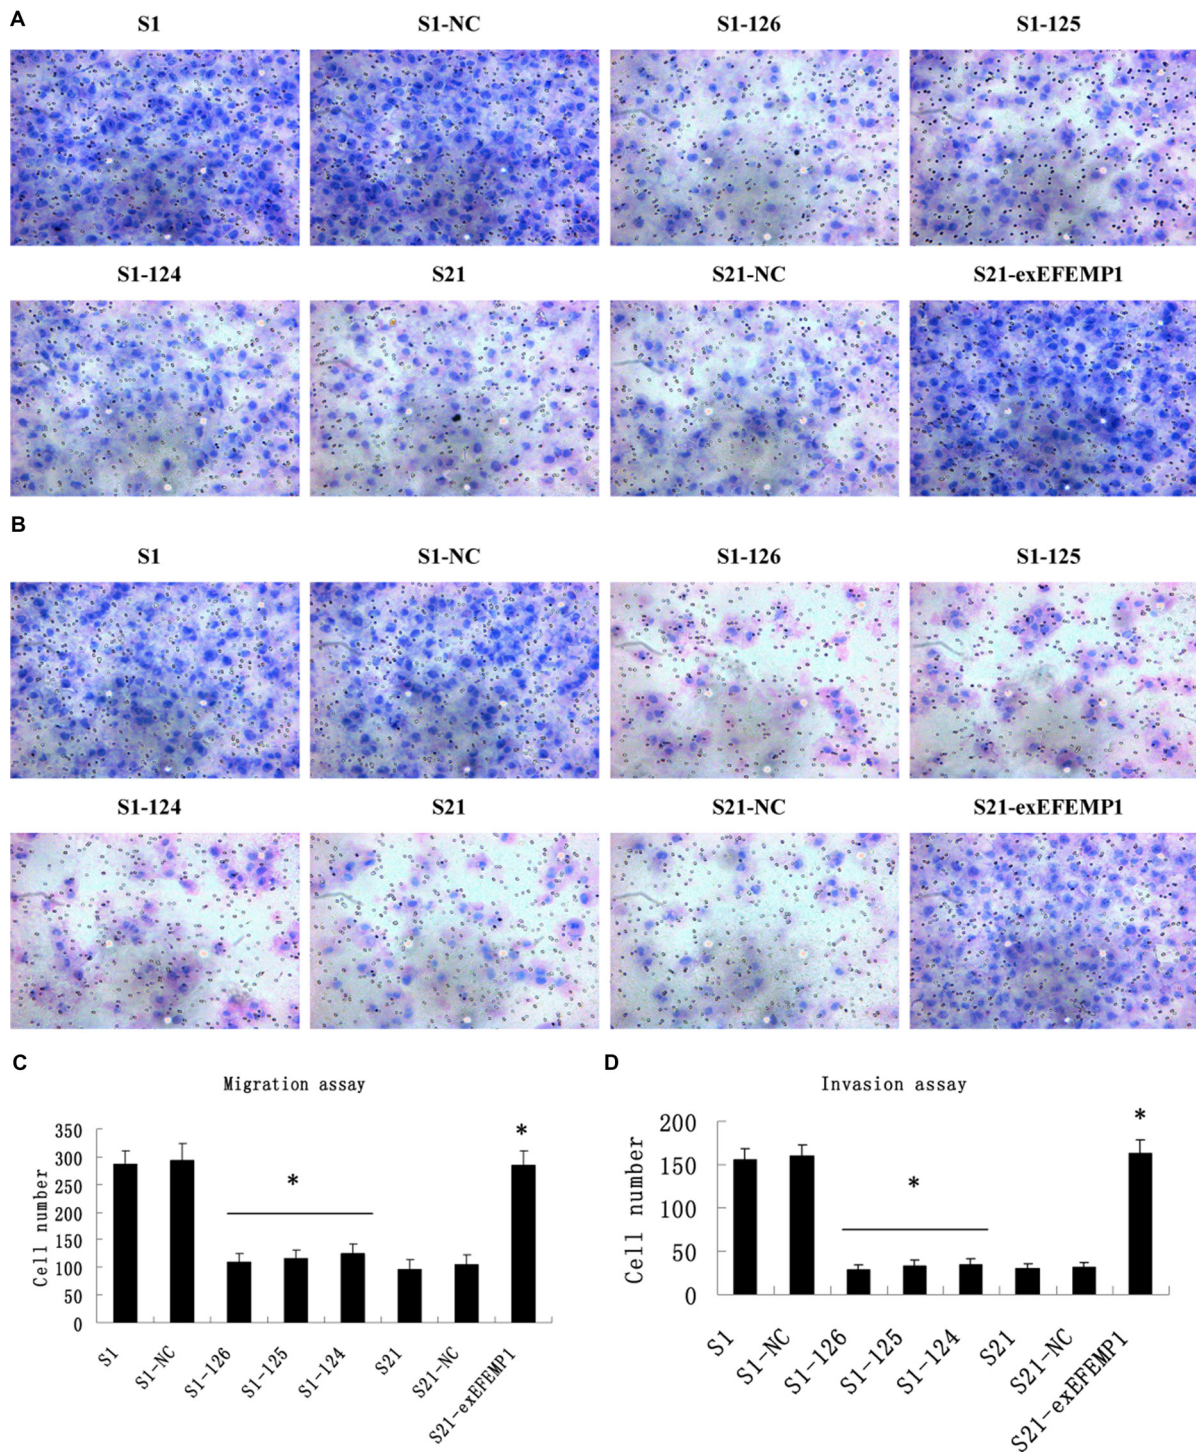 A
S1 S1-NC S1-126 S1-125
S1-124 S21 S21-NC S21-exEFEMP1
B
S1 S1-NC S1-126 S1-125
S1-124 S21 S21-NC S21-exEFEMP1
C
Migration assay
Cell number
350
300
250
200
150
100
50
0
*
*
S1
S1-NC
S1-126
S1-125
S1-124
S21
S21-NC
S21-exEFEMP1
D
Invasion assay
Cell number
200
150
100
50
0
*
*
S1
S1-NC
S1-126
S1-125
S1-124
S21
S21-NC
S21-exEFEMP1